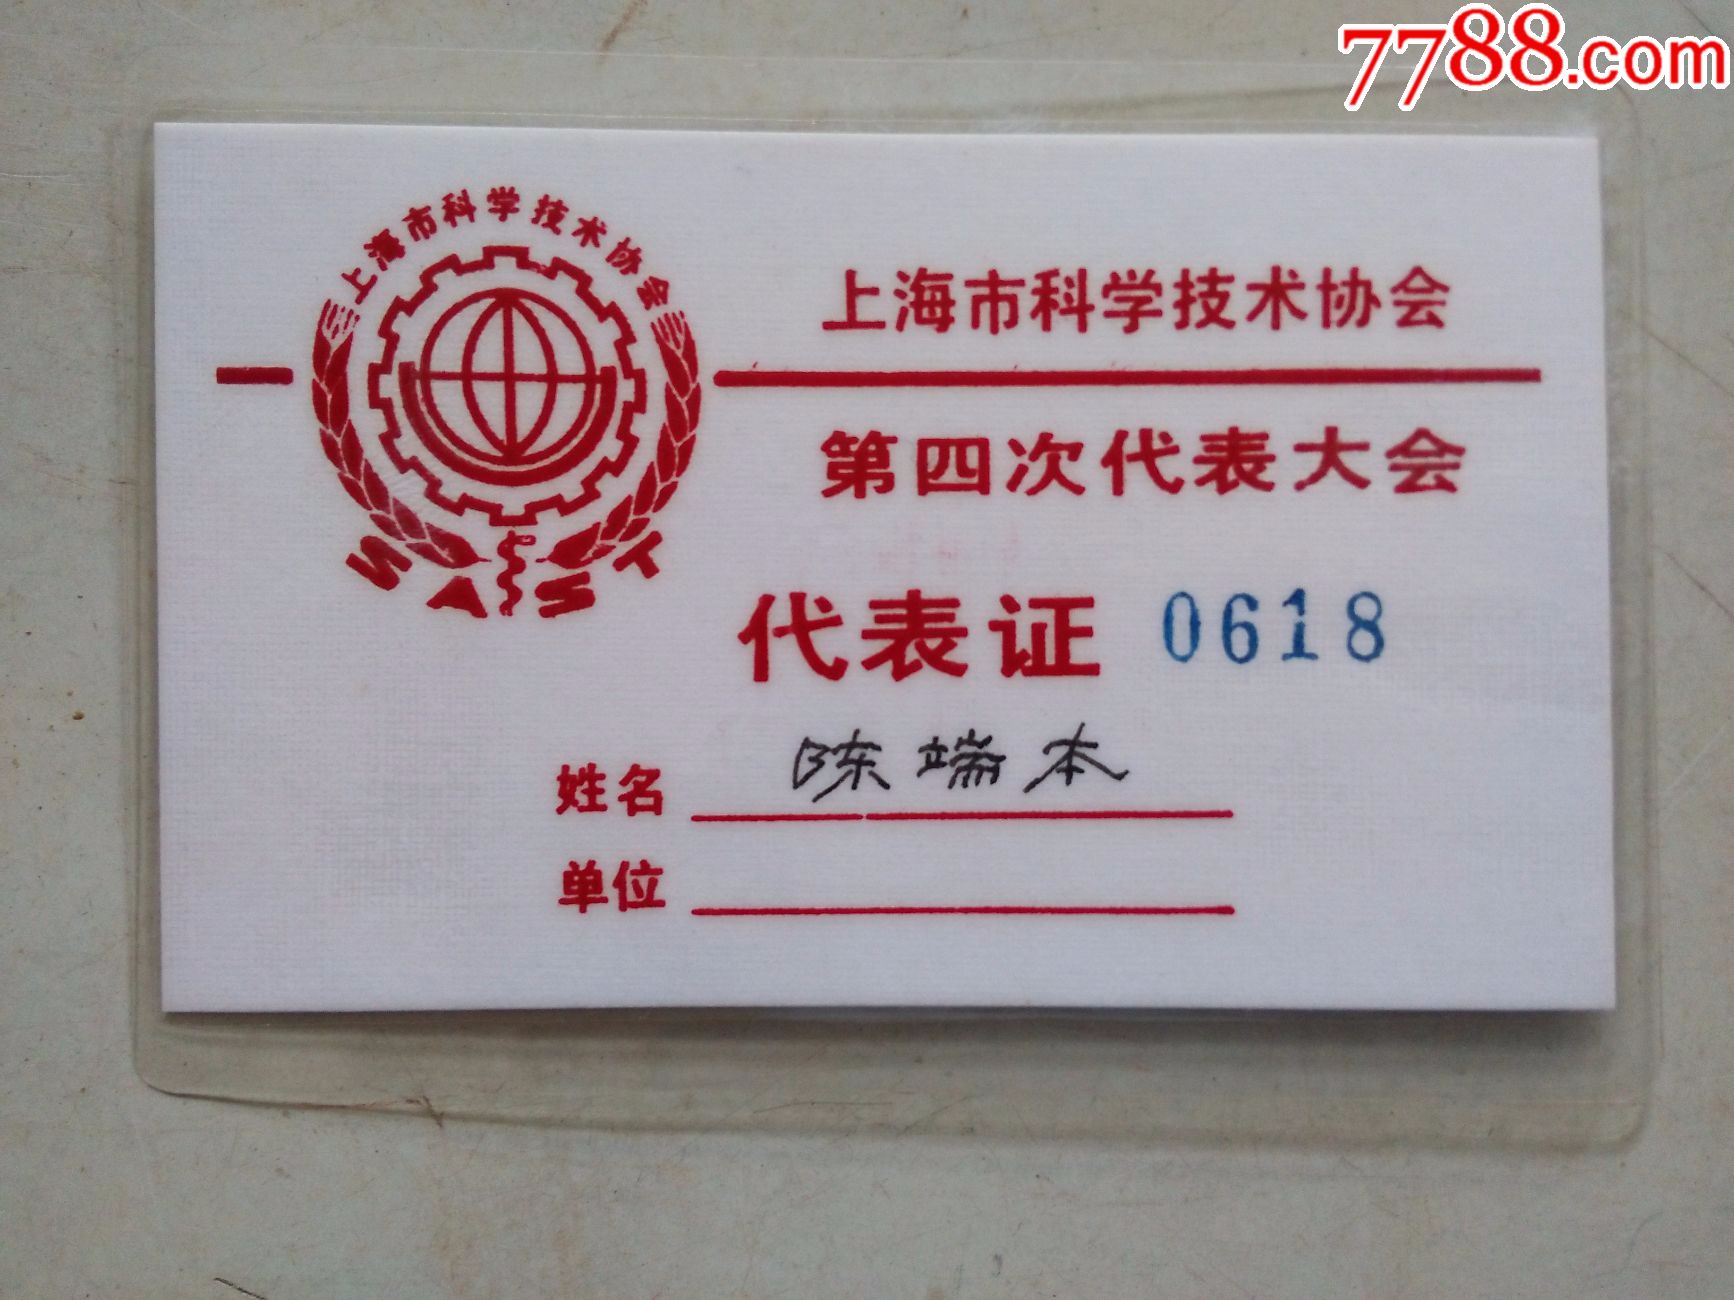 7788.com
上海市科学技术协会
上海市科学技术协会
第四次代表大会
SAST
代表证 0618
姓名 陈端本
单位